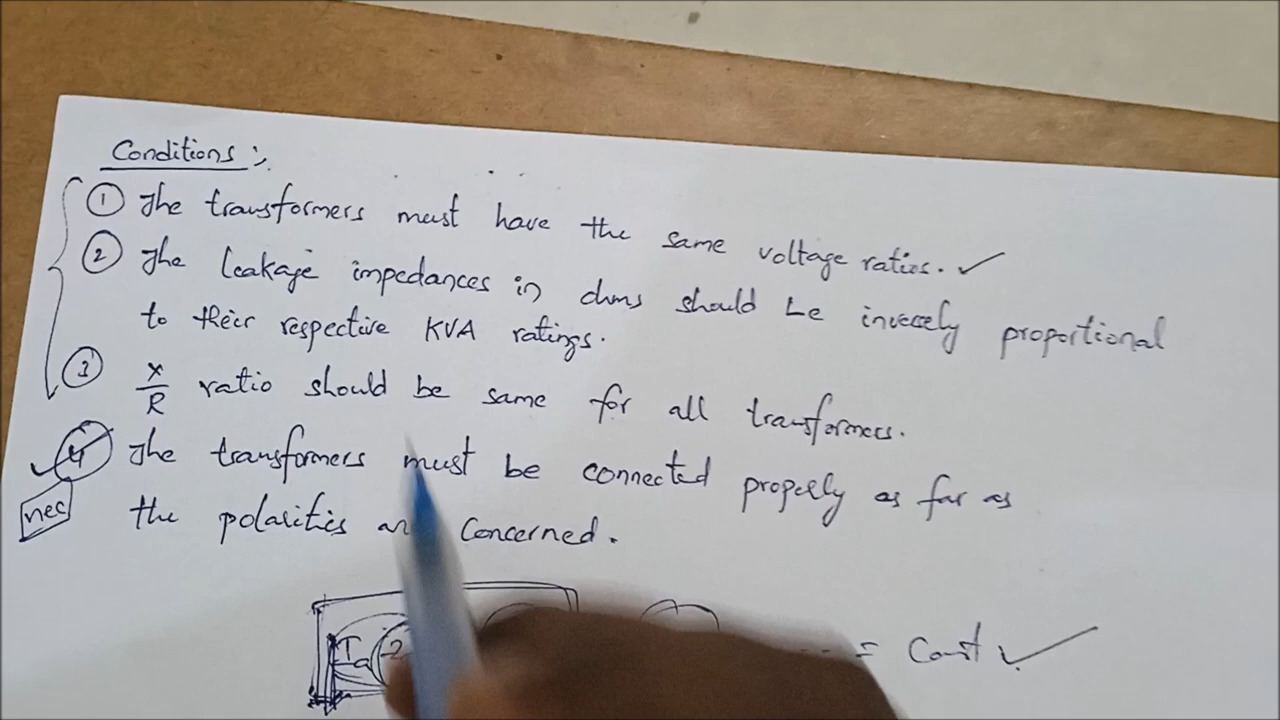 Conditions :
① The transformers must have the same voltage ratios. ✓
② The leakage impedances in ohms should be inversely proportional
to their respective KVA ratings.
③ X/R ratio should be same for all transformers.
④ The transformers must be connected properly as far as
nec the polarities are concerned.
= Const ✓